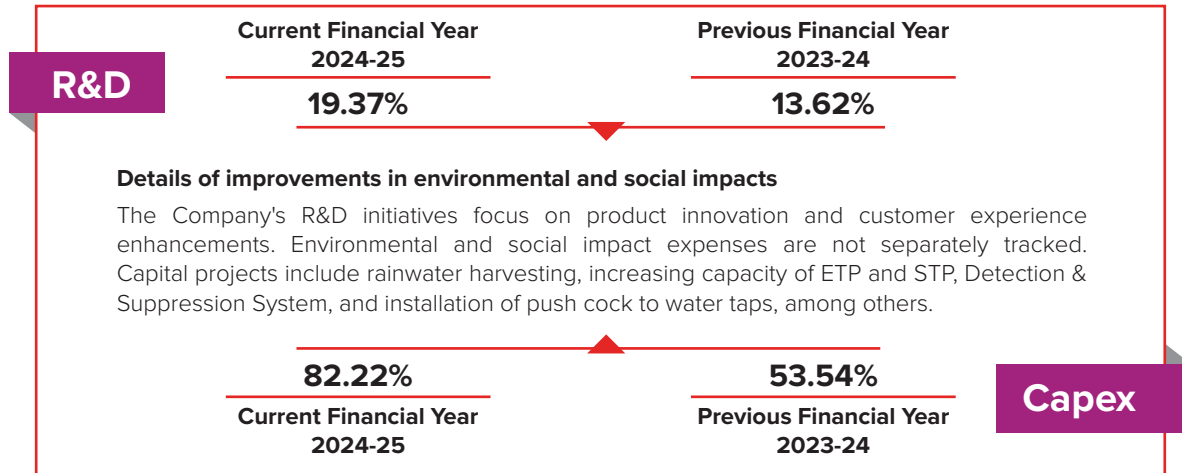 Current Financial Year
2024-25
Previous Financial Year
2023-24
R&D
19.37%
13.62%
Details of improvements in environmental and social impacts
The Company's R&D initiatives focus on product innovation and customer experience
enhancements. Environmental and social impact expenses are not separately tracked.
Capital projects include rainwater harvesting, increasing capacity of ETP and STP, Detection &
Suppression System, and installation of push cock to water taps, among others.
82.22%
53.54%
Current Financial Year
2024-25
Previous Financial Year
2023-24
Capex